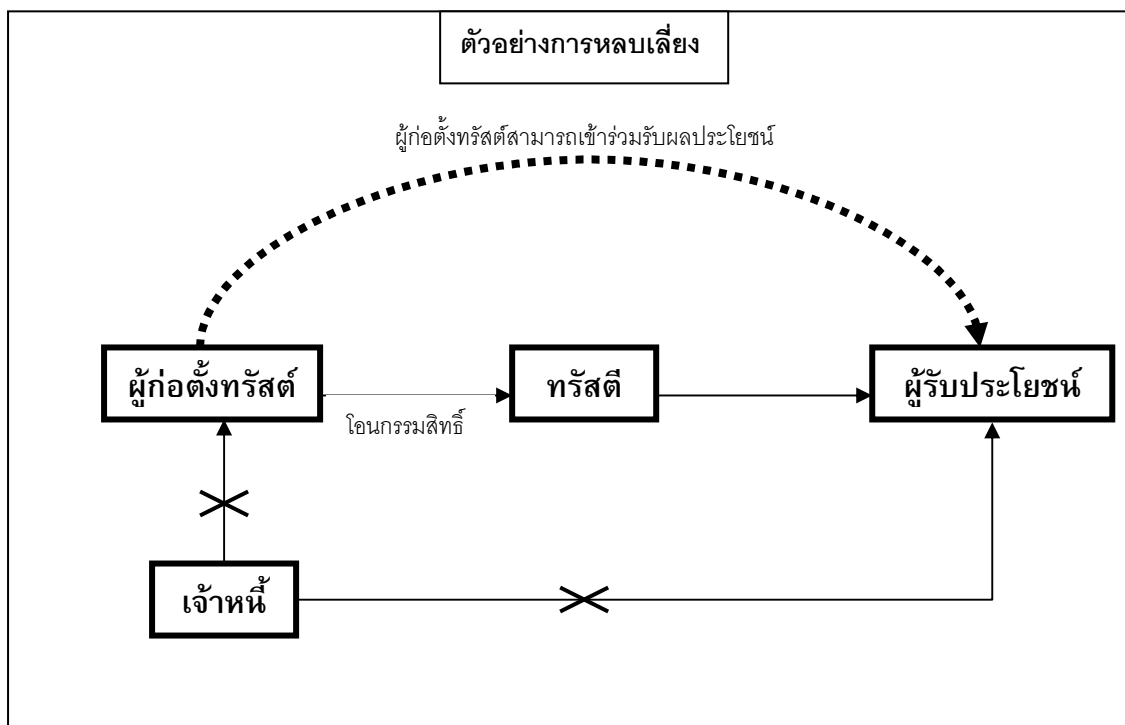 ตัวอย่างการหลบเลี่ยง
ผู้ก่อตั้งทรัสต์สามารถเข้าร่วมรับผลประโยชน์
ผู้ก่อตั้งทรัสต์
ทรัสตี
ผู้รับประโยชน์
โอนกรรมสิทธิ์
เจ้าหนี้